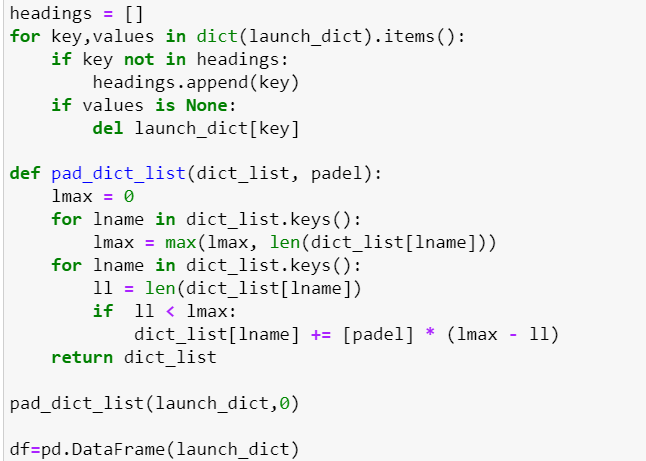 headings = []
for key,values in dict(launch_dict).items():
    if key not in headings:
        headings.append(key)
    if values is None:
        del launch_dict[key]

def pad_dict_list(dict_list, padel):
    lmax = 0
    for lname in dict_list.keys():
        lmax = max(lmax, len(dict_list[lname]))
    for lname in dict_list.keys():
        ll = len(dict_list[lname])
        if  ll < lmax:
            dict_list[lname] += [padel] * (lmax - ll)
    return dict_list

pad_dict_list(launch_dict,0)

df=pd.DataFrame(launch_dict)